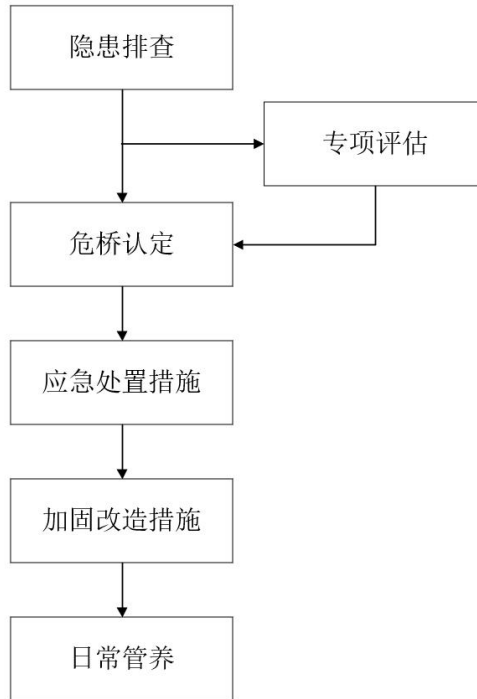 隐患排查
专项评估
危桥认定
应急处置措施
加固改造措施
日常管养